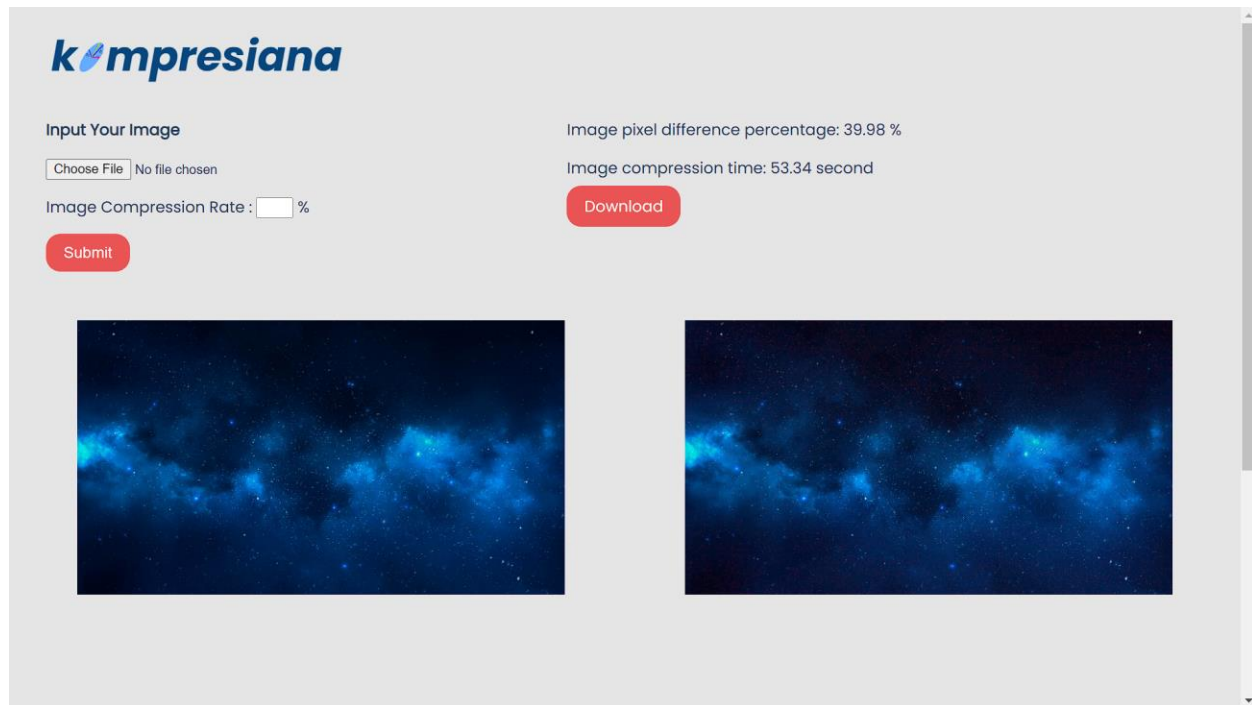 kompresiana
Input Your Image
Choose File No file chosen
Image Compression Rate : %
Submit
Image pixel difference percentage: 39.98 %
Image compression time: 53.34 second
Download